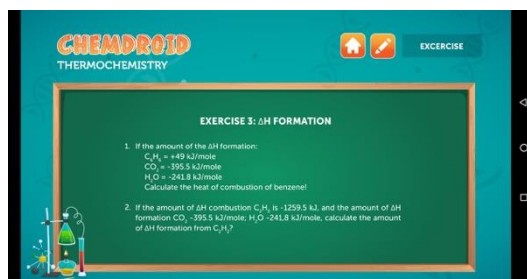 CHEMDROID
THERMOCHEMISTRY
EXCERCISE
EXERCISE 3: ΔH FORMATION
1. If the amount of the ΔH formation:
C₆H₆ = +49 kJ/mole
CO₂ = -395.5 kJ/mole
H₂O = -241.8 kJ/mole
Calculate the heat of combustion of benzene!
2. If the amount of ΔH combustion C₂H₂ is -1259.5 kJ, and the amount of ΔH
formation CO₂ -395.5 kJ/mole; H₂O -241,8 kJ/mole, calculate the amount
of ΔH formation from C₂H₂?